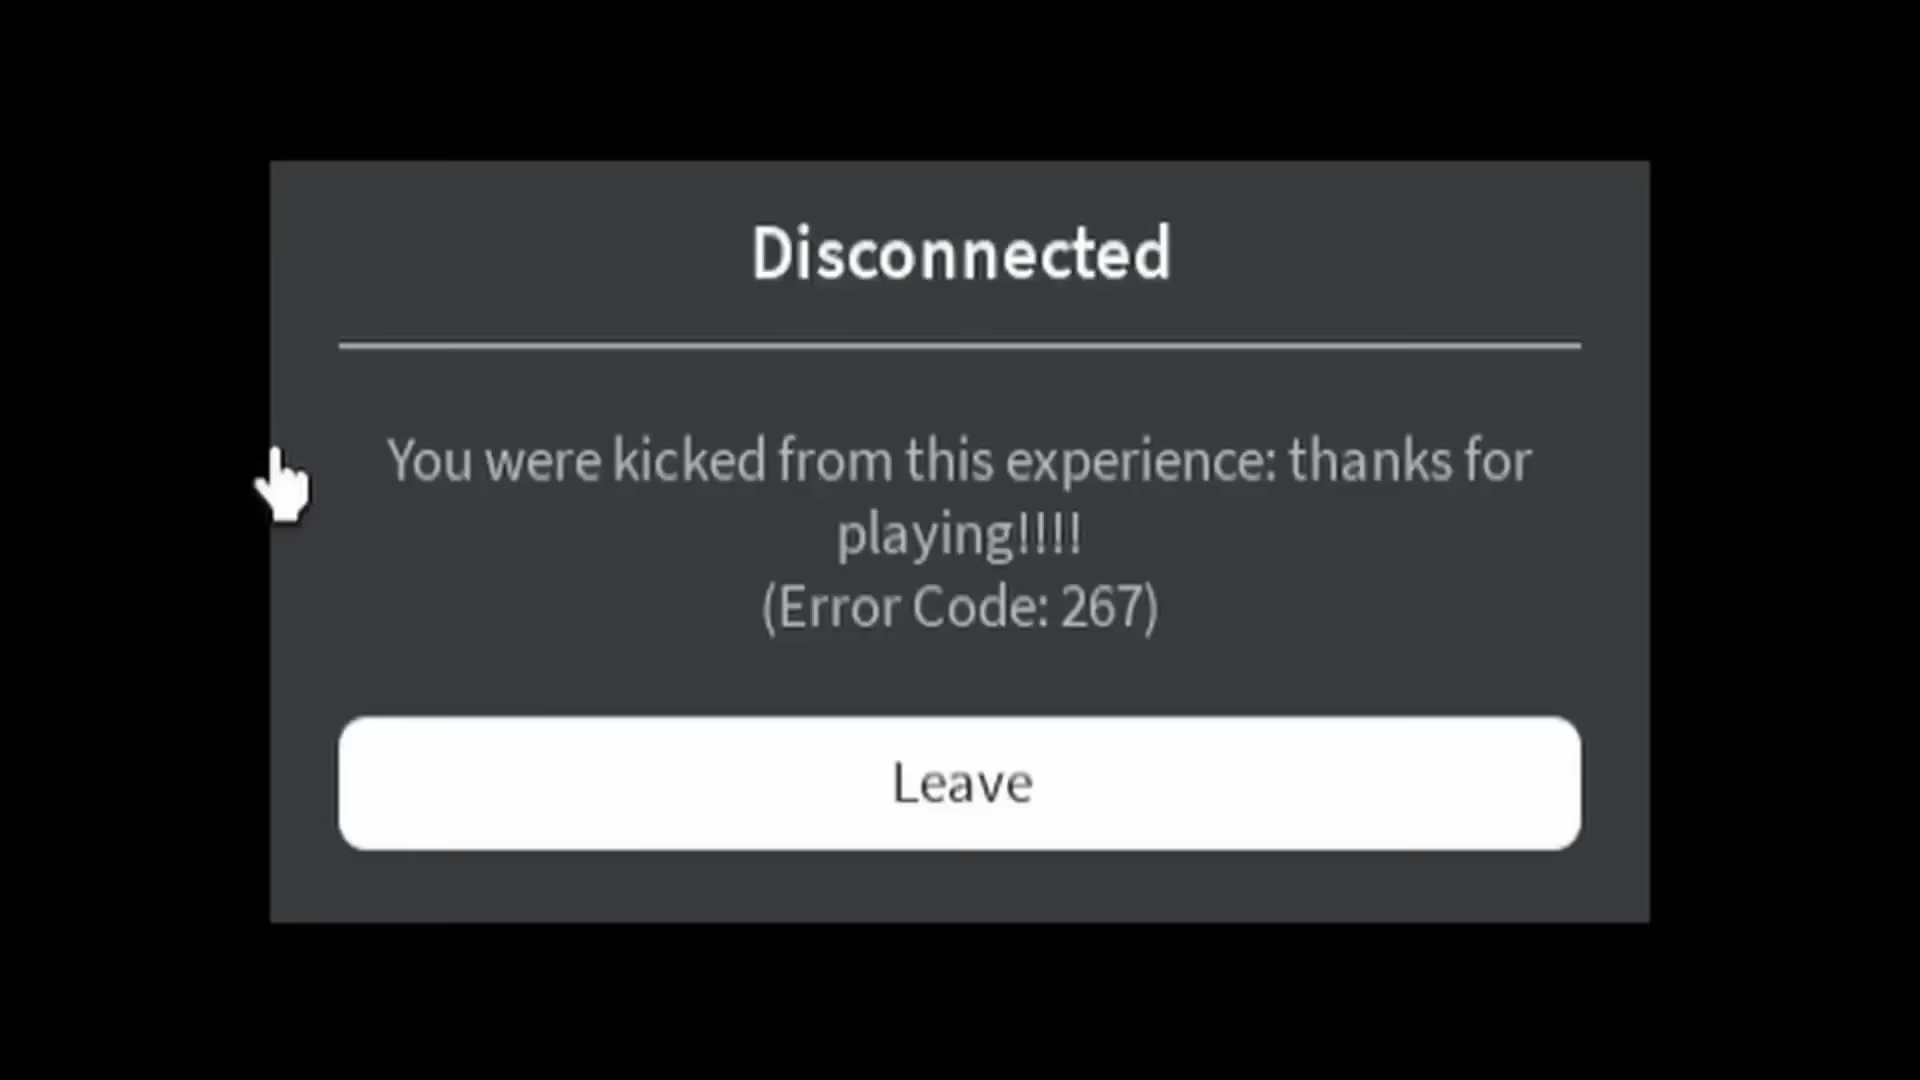 Disconnected
You were kicked from this experience: thanks for
playing!!!!
(Error Code: 267)
Leave